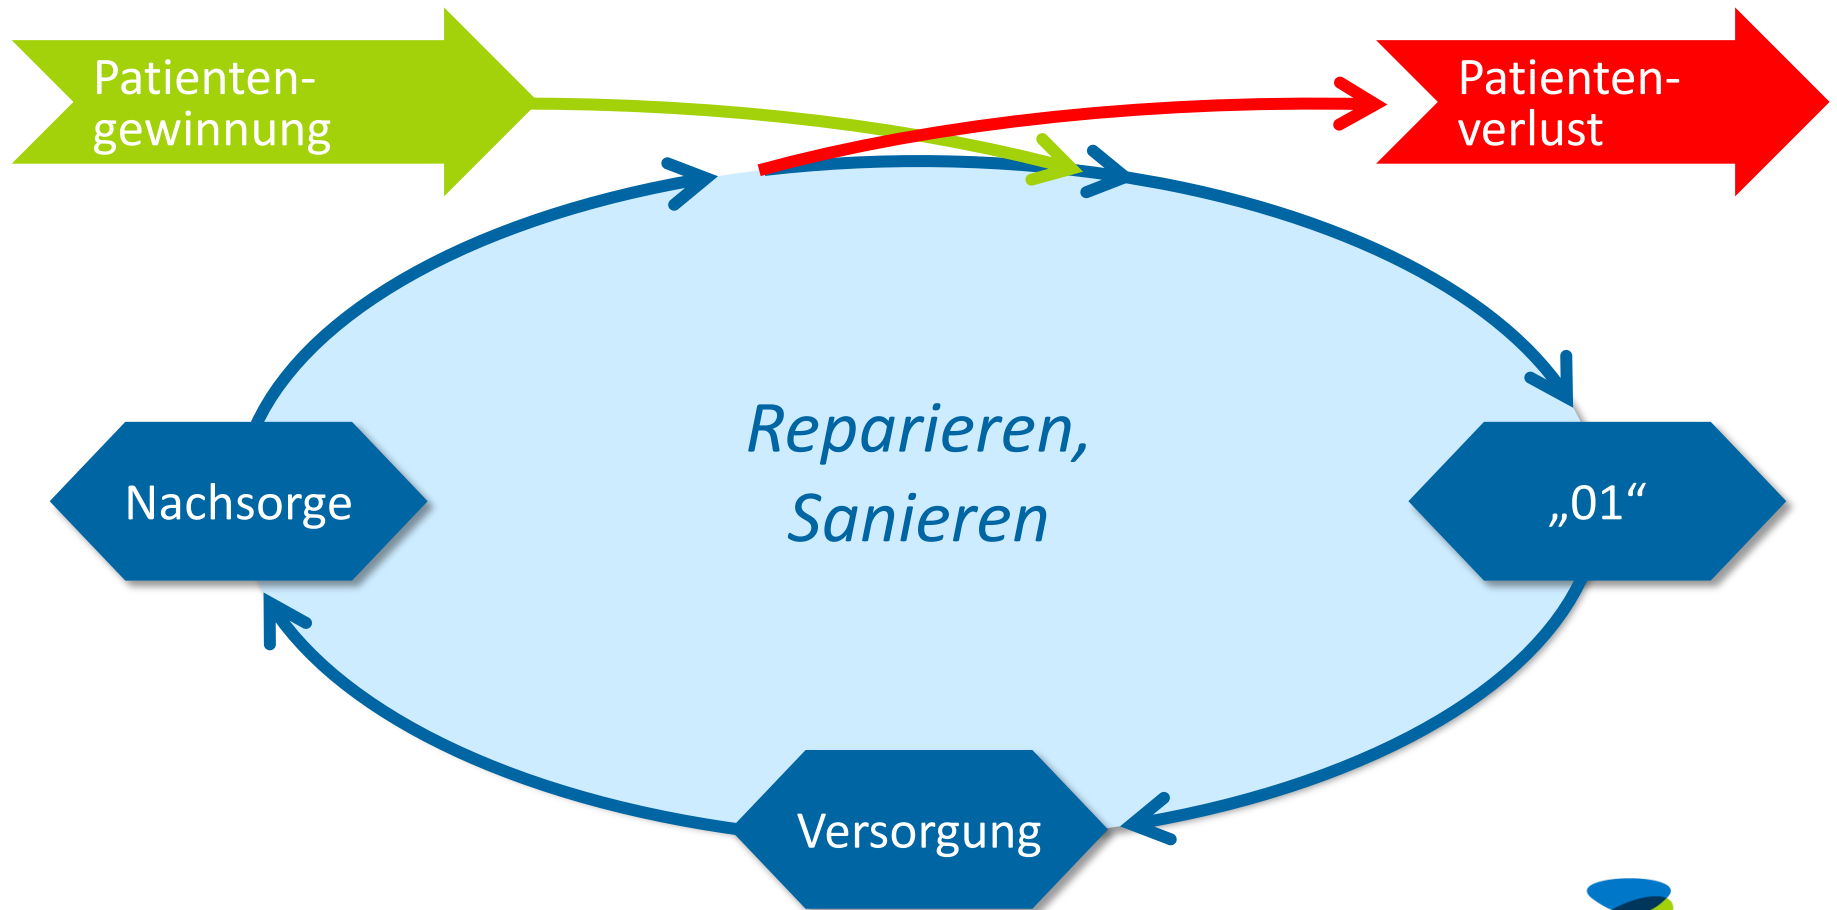 Patienten-
gewinnung
Patienten-
verlust
Reparieren,
Sanieren
Nachsorge
„01“
Versorgung